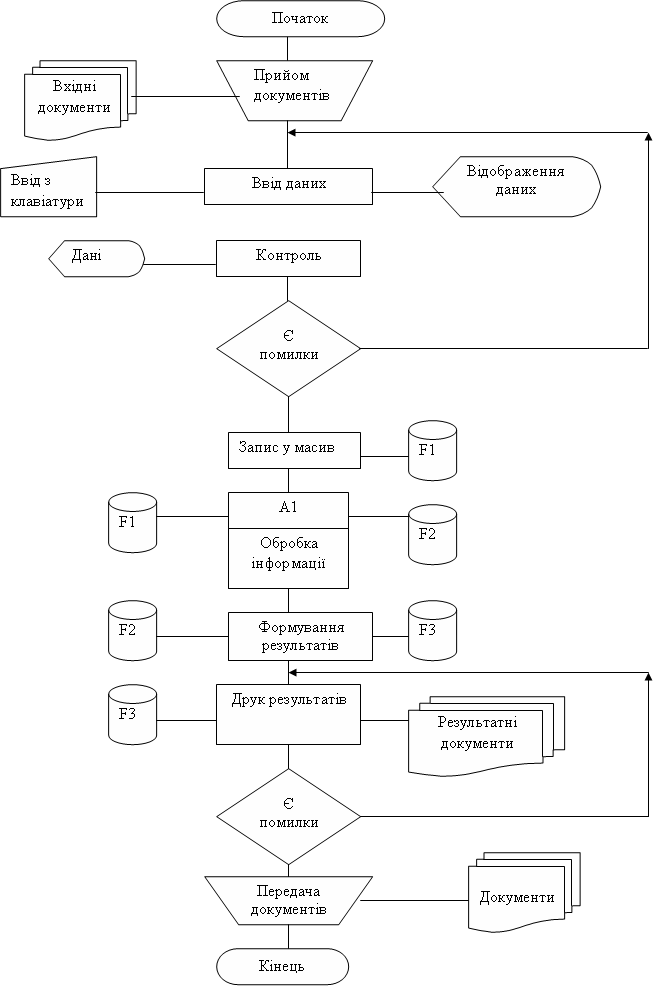 Початок
Вхідні
документи
Прийом
документів
Ввід з
клавіатури
Ввід даних
Відображення
даних
Дані
Контроль
Є
помилки
Запис у масив
F1
F1
А1
F2
Обробка
інформації
F2
Формування
результатів
F3
F3
Друк результатів
Результатні
документи
Є
помилки
Передача
документів
Документи
Кінець